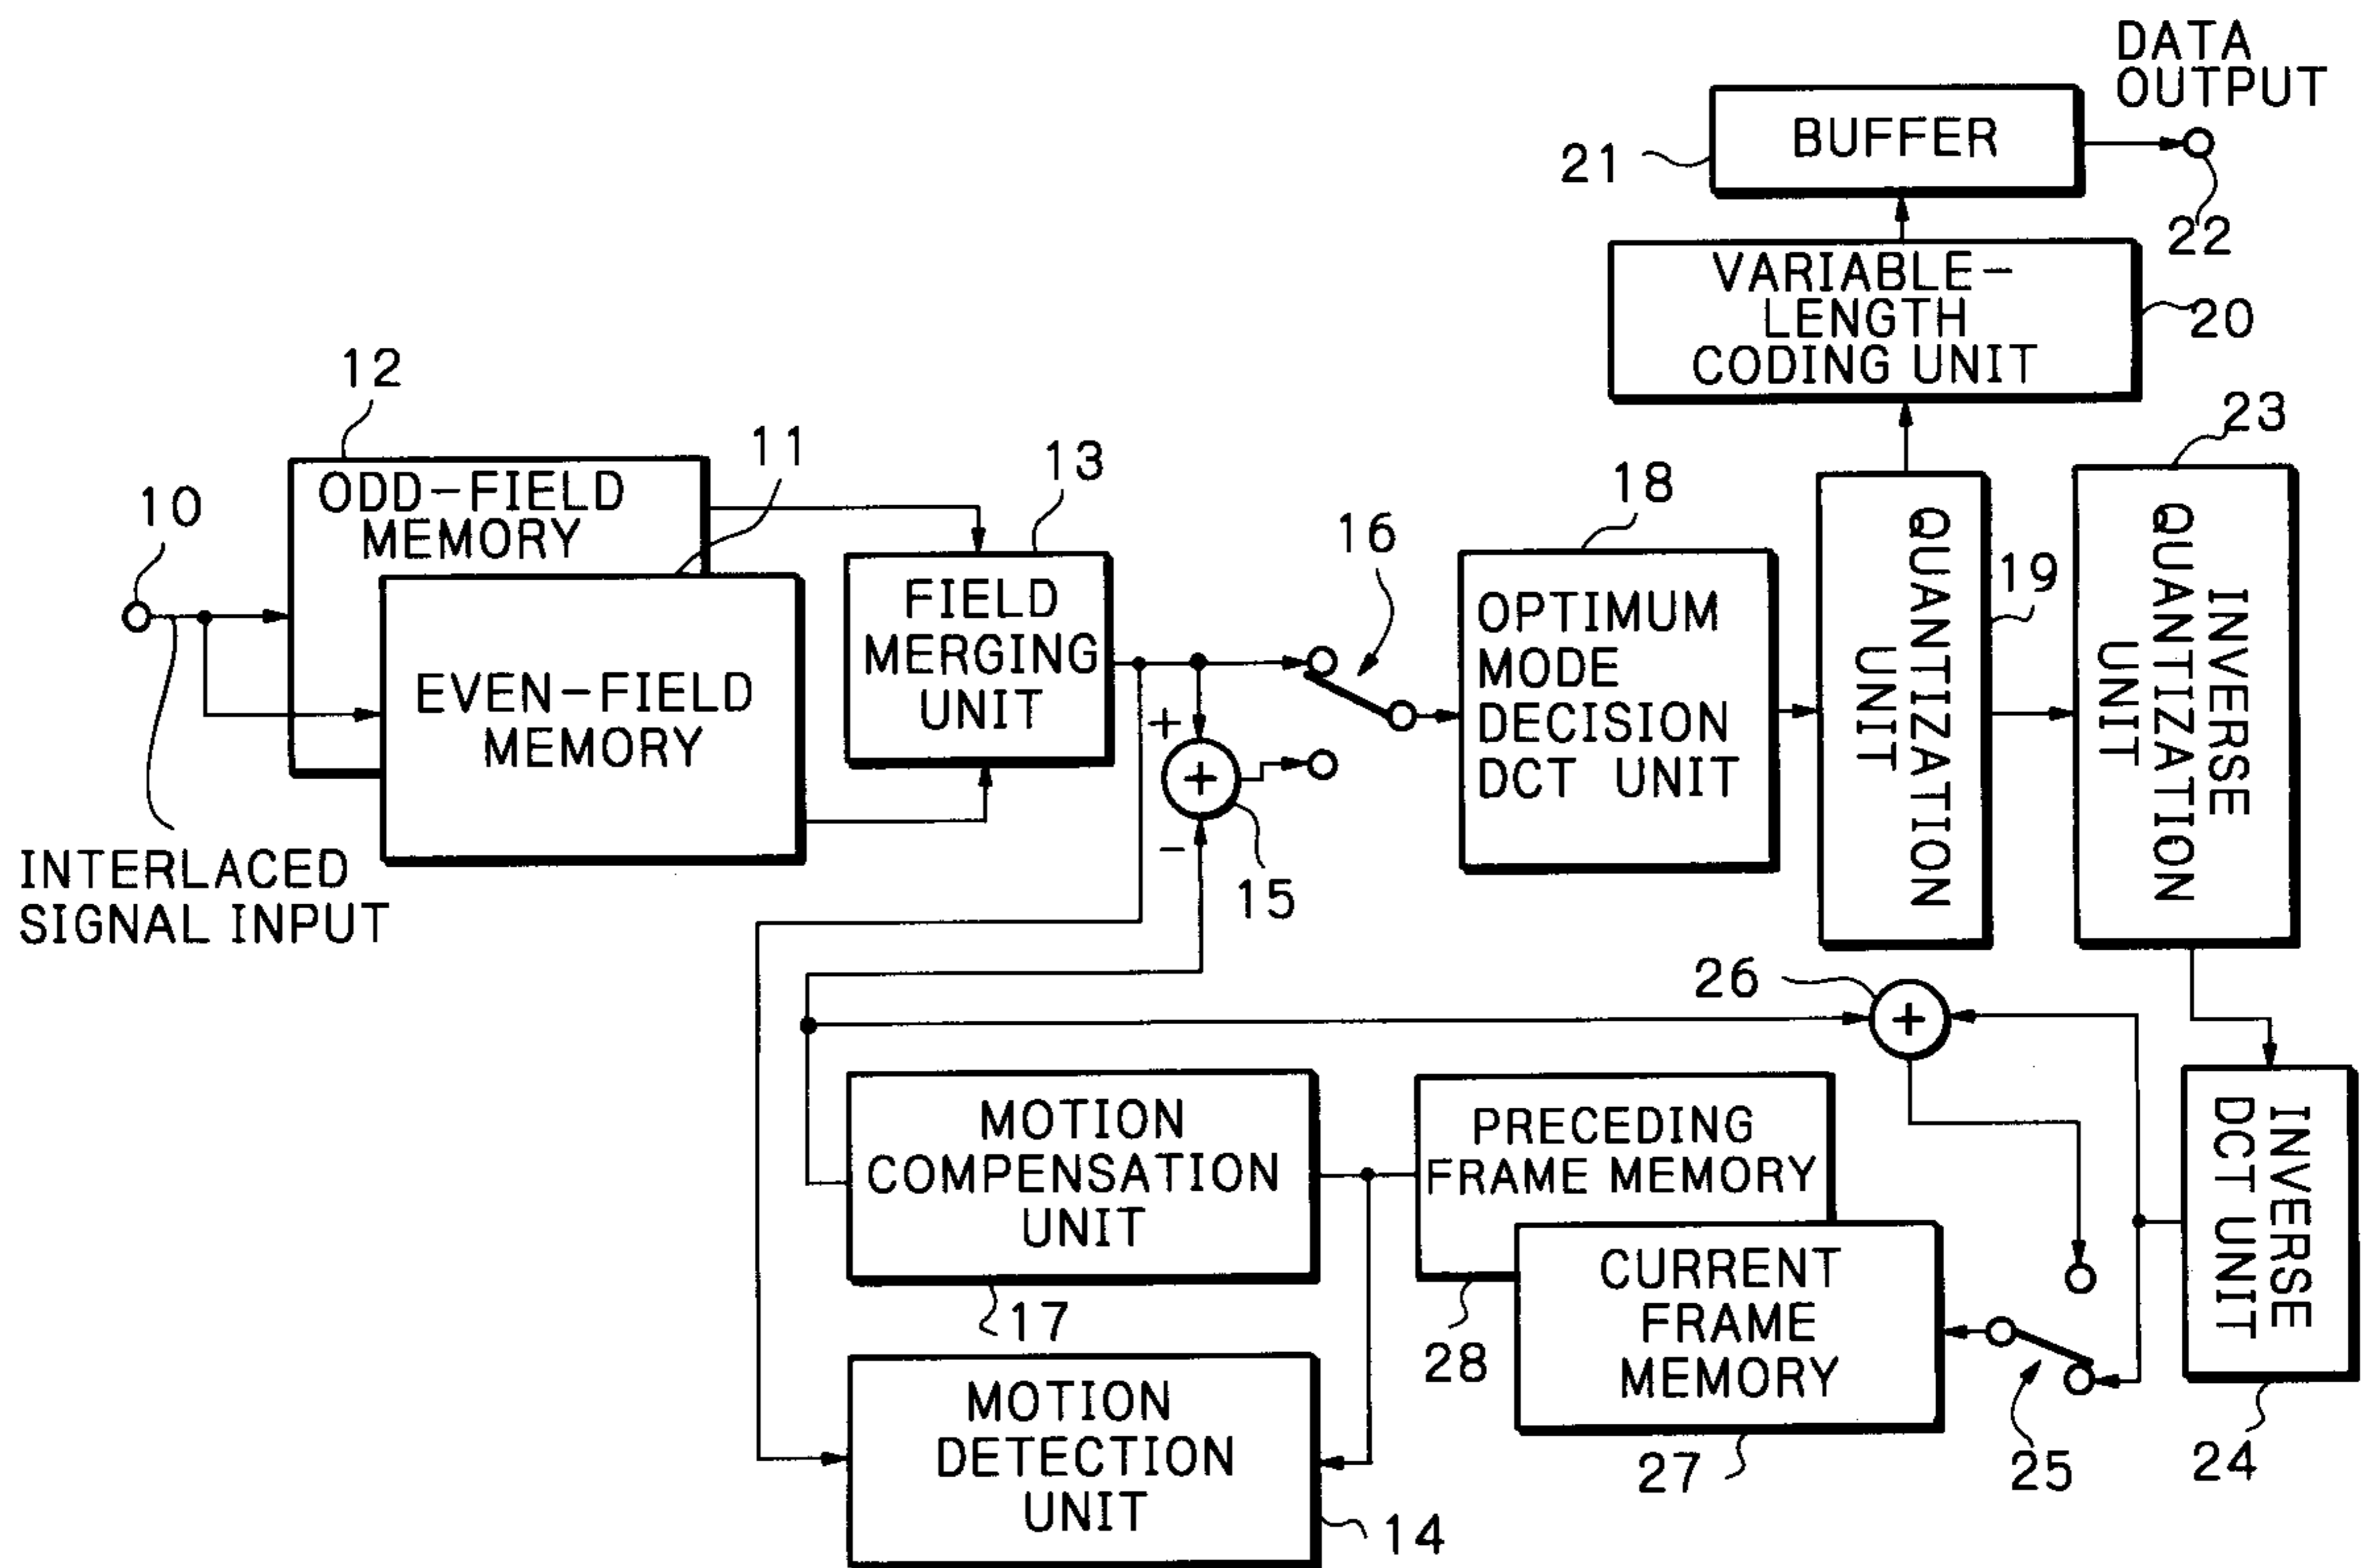 DATA
OUTPUT
BUFFER
21
22
VARIABLE-
LENGTH
CODING UNIT
20
12
11
13
10
ODD-FIELD
MEMORY
EVEN-FIELD
MEMORY
INTERLACED
SIGNAL INPUT
FIELD
MERGING
UNIT
16
+
+
-
15
18
OPTIMUM
MODE
DECISION
DCT UNIT
QUANTIZATION
UNIT
19
23
INVERSE
QUANTIZATION
UNIT
26
+
MOTION
COMPENSATION
UNIT
17
PRECEDING
FRAME MEMORY
28
CURRENT
FRAME
MEMORY
27
25
INVERSE
DCT UNIT
24
MOTION
DETECTION
UNIT
14